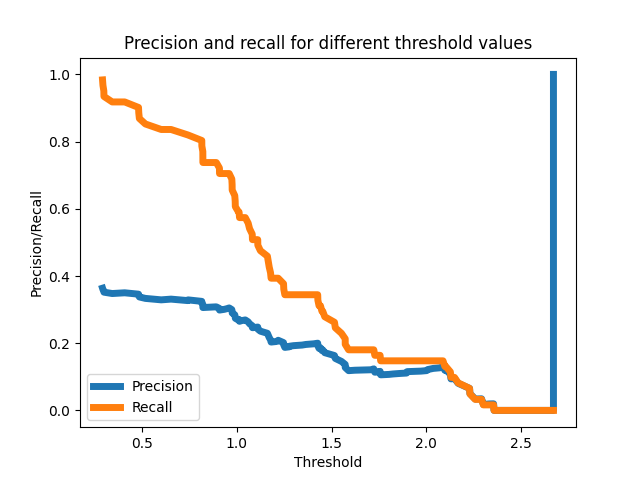 Precision and recall for different threshold values
1.0
0.8
0.6
0.4
0.2
0.0
Precision/Recall
Precision
Recall
0.5 1.0 1.5 2.0 2.5
Threshold